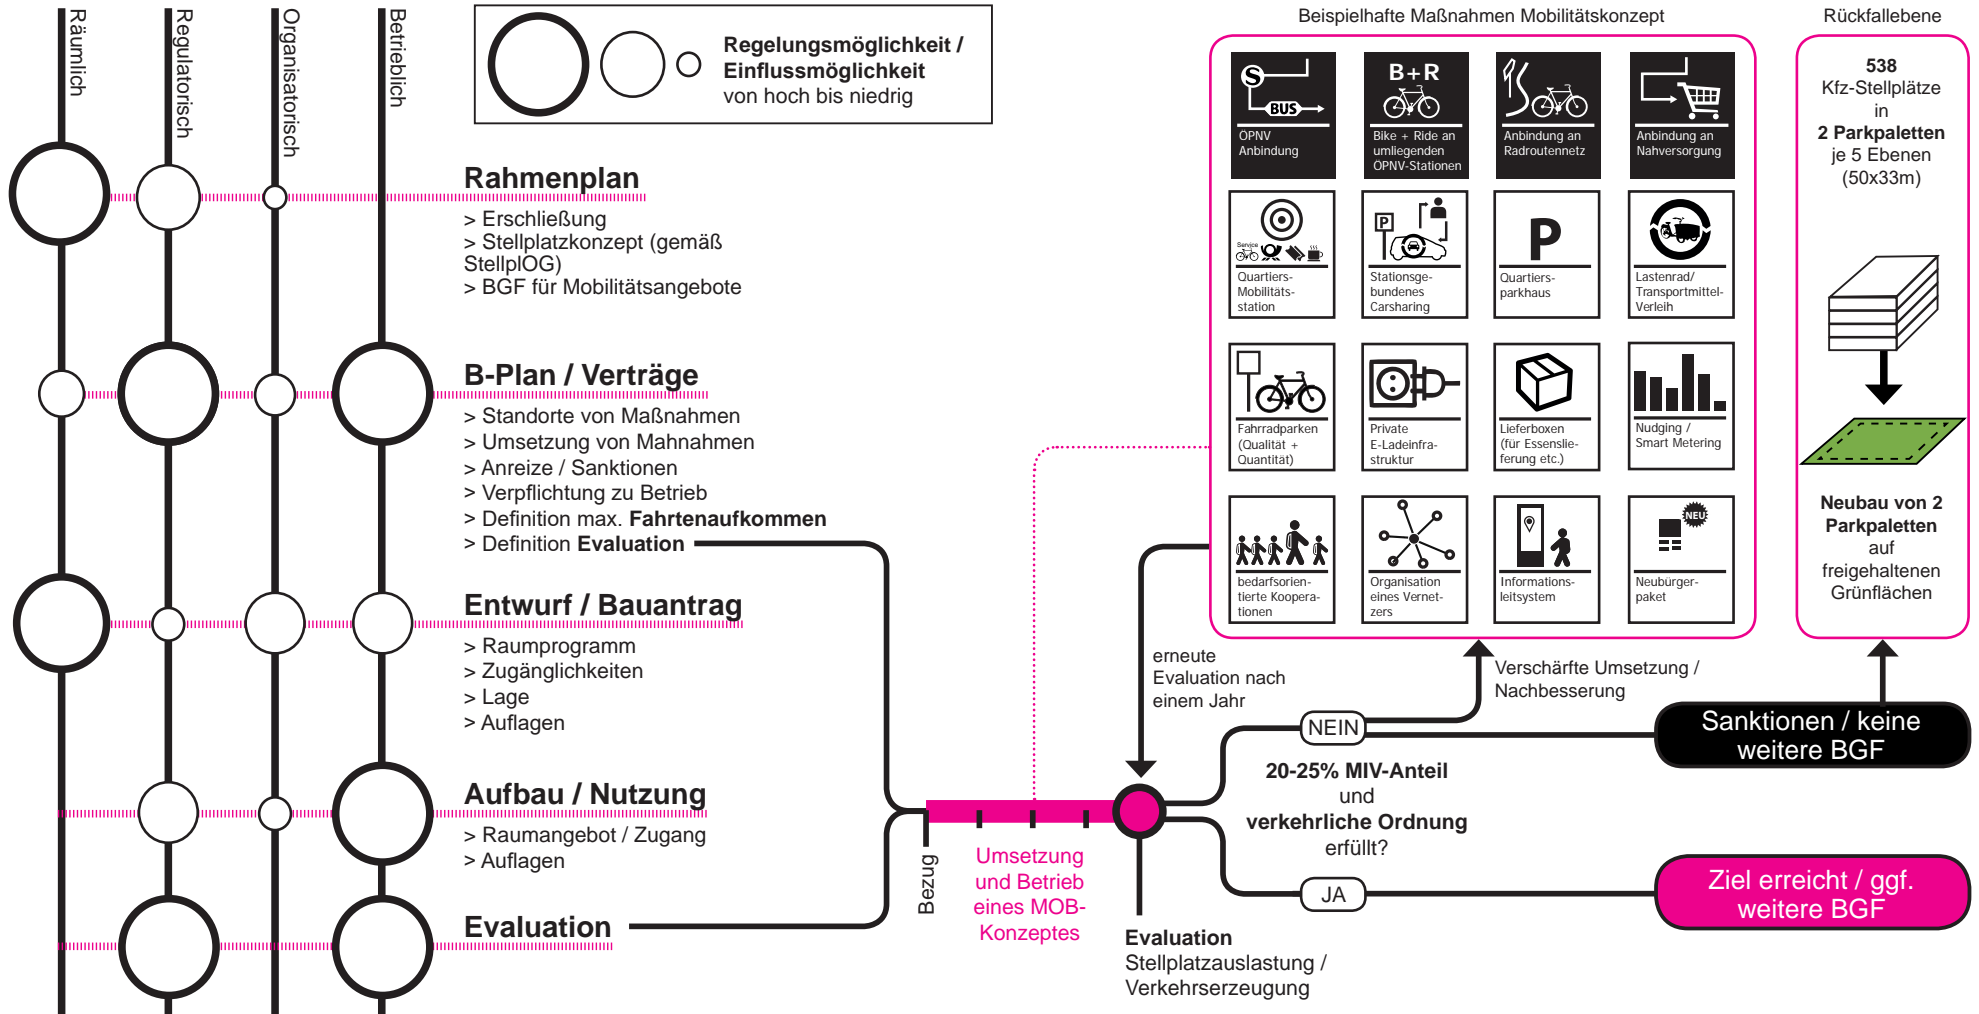 Räumlich
Regulatorisch
Organisatorisch
Betrieblich
Regelungsmöglichkeit /
Einflussmöglichkeit
von hoch bis niedrig
Rahmenplan
> Erschließung
> Stellplatzkonzept (gemäß
StellplOG)
> BGF für Mobilitätsangebote
B-Plan / Verträge
> Standorte von Maßnahmen
> Umsetzung von Mahnahmen
> Anreize / Sanktionen
> Verpflichtung zu Betrieb
> Definition max. Fahrtenaufkommen
> Definition Evaluation
Entwurf / Bauantrag
> Raumprogramm
> Zugänglichkeiten
> Lage
> Auflagen
Aufbau / Nutzung
> Raumangebot / Zugang
> Auflagen
Evaluation
Bezug
Umsetzung
und Betrieb
eines MOB-
Konzeptes
Evaluation
Stellplatzauslastung /
Verkehrserzeugung
erneute
Evaluation nach
einem Jahr
Verschärfte Umsetzung /
Nachbesserung
NEIN
20-25% MIV-Anteil
und
verkehrliche Ordnung
erfüllt?
JA
Sanktionen / keine
weitere BGF
Ziel erreicht / ggf.
weitere BGF
Beispielhafte Maßnahmen Mobilitätskonzept
S
BUS
ÖPNV
Anbindung
B+R
Bike + Ride an
umliegenden
ÖPNV-Stationen
Anbindung an
Radroutennetz
Anbindung an
Nahversorgung
Service
Quartiers-
Mobilitäts-
station
P
Stationsge-
bundenes
Carsharing
P
Quartiers-
parkhaus
Lastenrad/
Transportmittel-
Verleih
Fahrradparken
(Qualität +
Quantität)
Private
E-Ladeinfra-
struktur
Lieferboxen
(für Essenslie-
ferung etc.)
Nudging /
Smart Metering
bedarfsorien-
tierte Koopera-
tionen
Organisation
eines Vernet-
zers
Informations-
leitsystem
NEU
Neubürger-
paket
Rückfallebene
538
Kfz-Stellplätze
in
2 Parkpaletten
je 5 Ebenen
(50x33m)
Neubau von 2
Parkpaletten
auf
freigehaltenen
Grünflächen